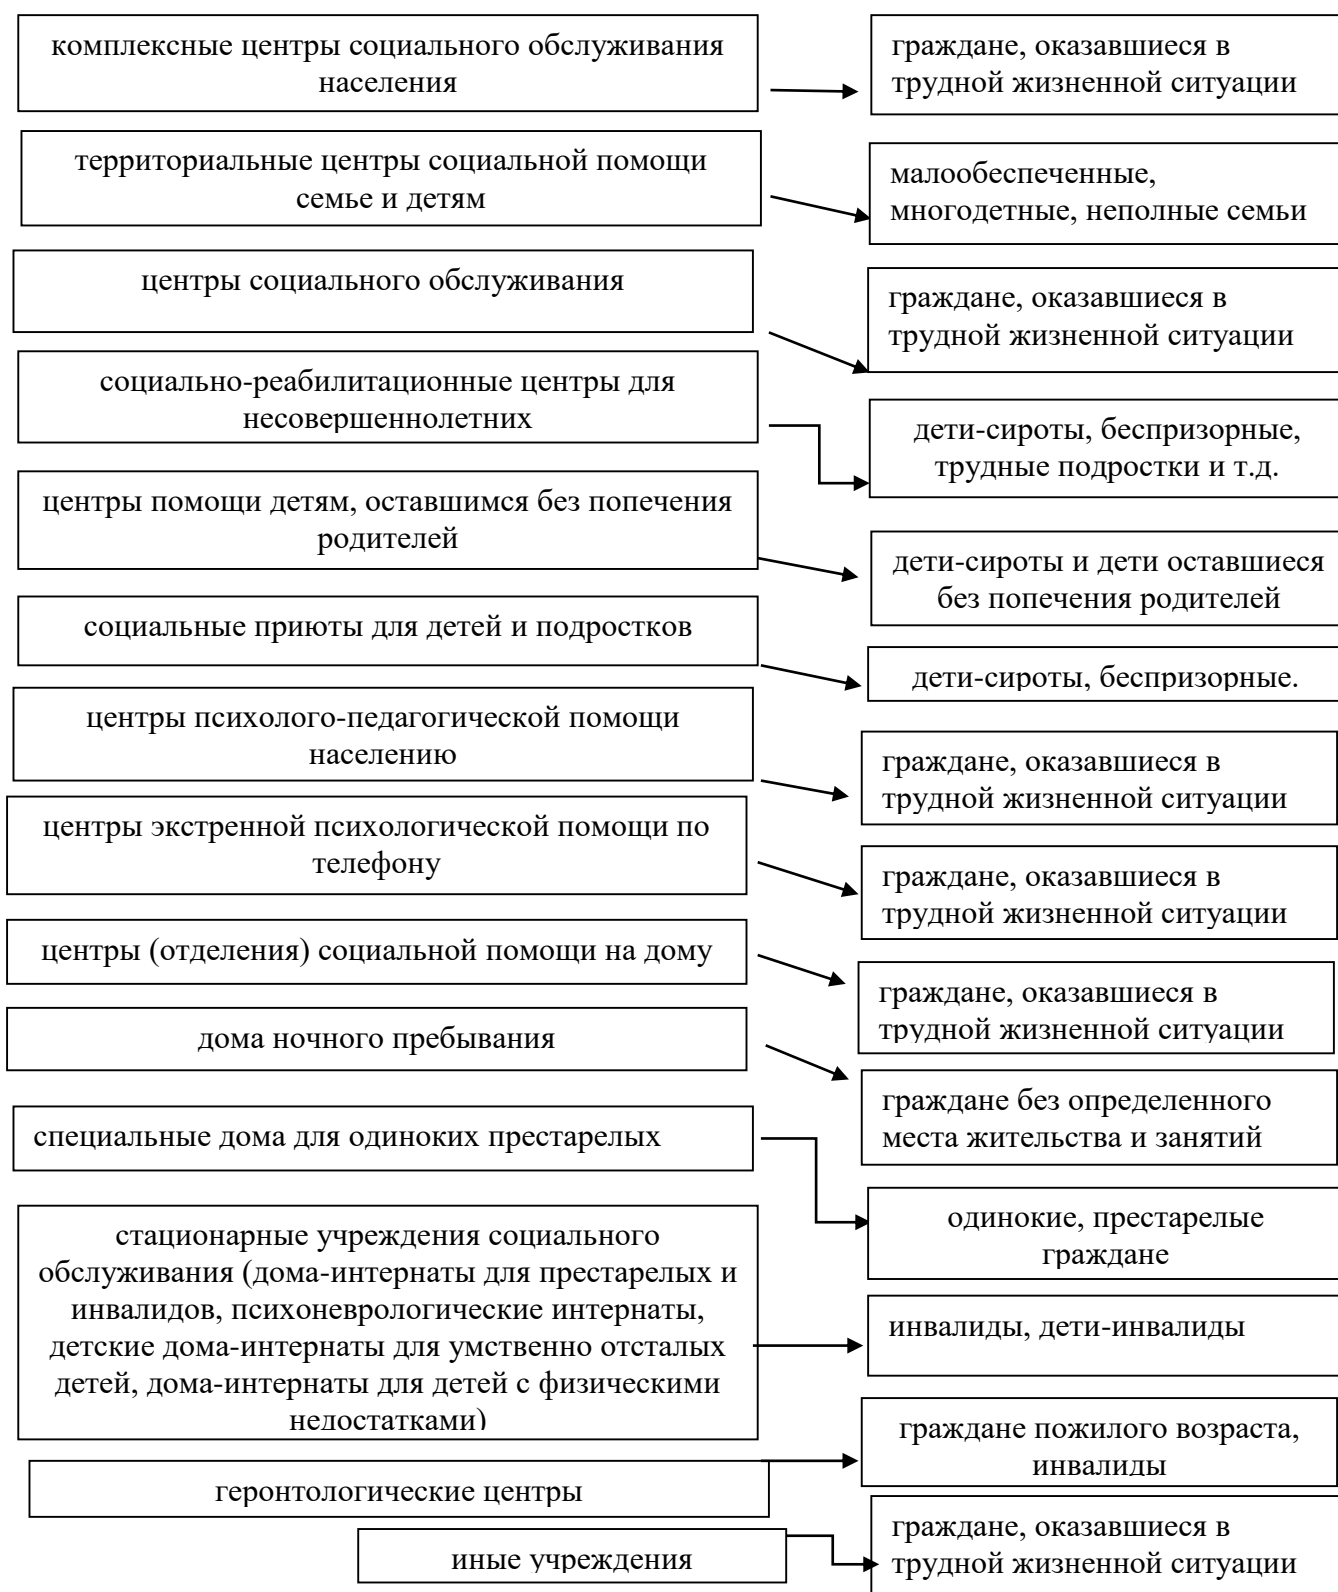 комплексные центры социального обслуживания
населения
граждане, оказавшиеся в
трудной жизненной ситуации
территориальные центры социальной помощи
семье и детям
малообеспеченные,
многодетные, неполные семьи
центры социального обслуживания
граждане, оказавшиеся в
трудной жизненной ситуации
социально-реабилитационные центры для
несовершеннолетних
дети-сироты, беспризорные,
трудные подростки и т.д.
центры помощи детям, оставшимся без попечения
родителей
дети-сироты и дети оставшиеся
без попечения родителей
социальные приюты для детей и подростков
дети-сироты, беспризорные.
центры психолого-педагогической помощи
населению
граждане, оказавшиеся в
трудной жизненной ситуации
центры экстренной психологической помощи по
телефону
граждане, оказавшиеся в
трудной жизненной ситуации
центры (отделения) социальной помощи на дому
граждане, оказавшиеся в
трудной жизненной ситуации
дома ночного пребывания
граждане без определенного
места жительства и занятий
специальные дома для одиноких престарелых
одинокие, престарелые
граждане
стационарные учреждения социального
обслуживания (дома-интернаты для престарелых и
инвалидов, психоневрологические интернаты,
детские дома-интернаты для умственно отсталых
детей, дома-интернаты для детей с физическими
недостатками)
инвалиды, дети-инвалиды
геронтологические центры
граждане пожилого возраста,
инвалиды
иные учреждения
граждане, оказавшиеся в
трудной жизненной ситуации